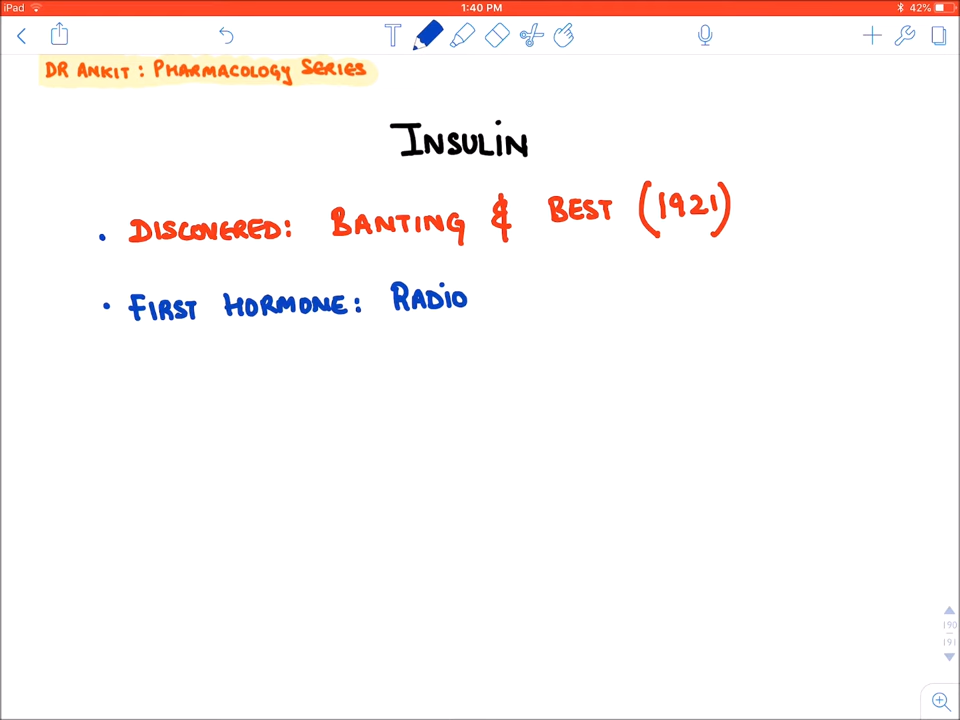 iPad 1:40 PM 42%
T
DR ANKIT : PHARMACOLOGY SERIES
INSULIN
• DISCOVERED: BANTING & BEST (1921)
• FIRST HORMONE: RADIO
190
191